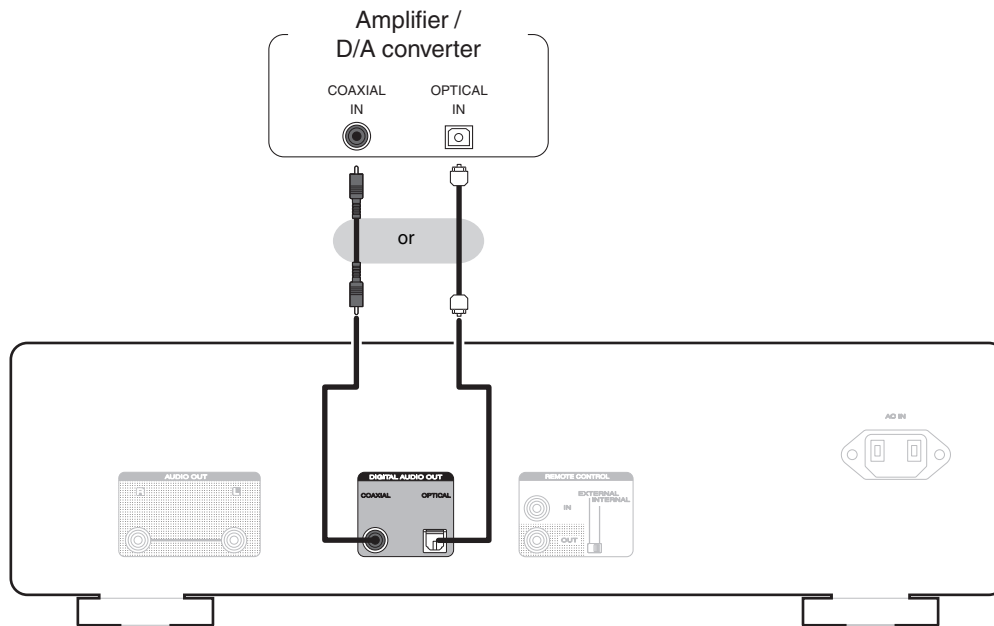 Amplifier /
D/A converter
COAXIAL
IN
OPTICAL
IN
or
AC IN
AUDIO OUT
L
R
DIGITAL AUDIO OUT
COAXIAL
OPTICAL
REMOTE CONTROL
EXTERNAL
INTERNAL
IN
OUT